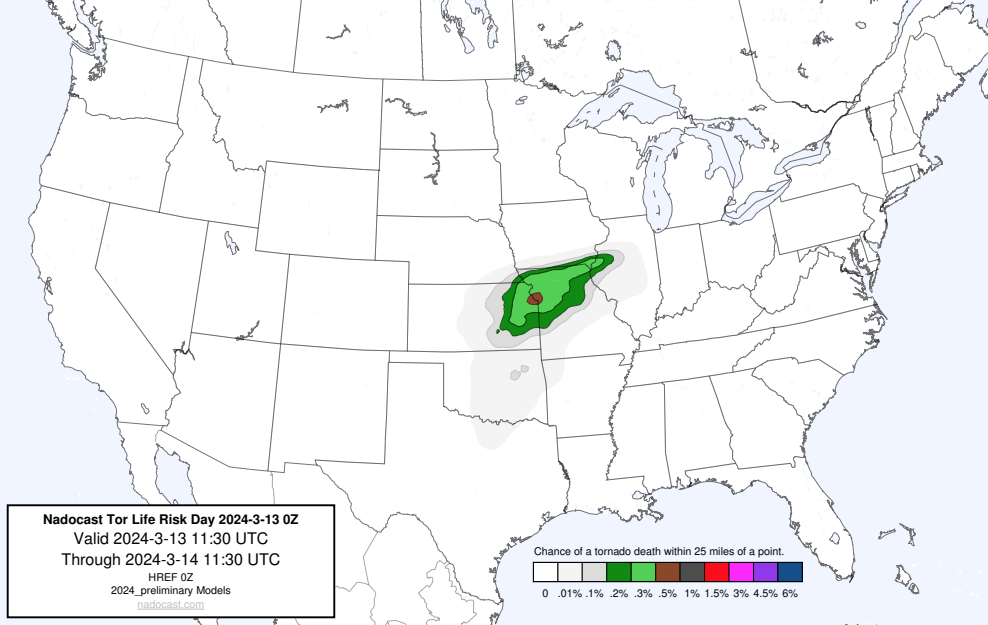 Nadocast Tor Life Risk Day 2024-3-13 0Z
Valid 2024-3-13 11:30 UTC
Through 2024-3-14 11:30 UTC
HREF 0Z
2024_preliminary Models
nadocast.com
Chance of a tornado death within 25 miles of a point.
0 .01% .1% .2% .3% .5% 1% 1.5% 3% 4.5% 6%